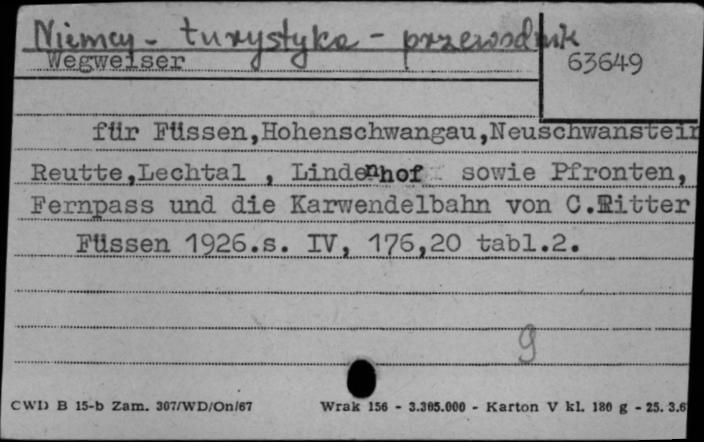 Niemcy - turystyka - przewodnik
Wegweiser
63649
für Füssen,Hohenschwangau,Neuschwanstein
Reutte,Lechtal , Lindenhof sowie Pfronten,
Fernpass und die Karwendelbahn von C.Ritter
Füssen 1926.s. IV, 176,20 tabl.2.
9
CWD B 15-b Zam. 307/WD/On/67 Wrak 156 - 3.305.000 - Karton V kl. 180 g - 25. 3.6